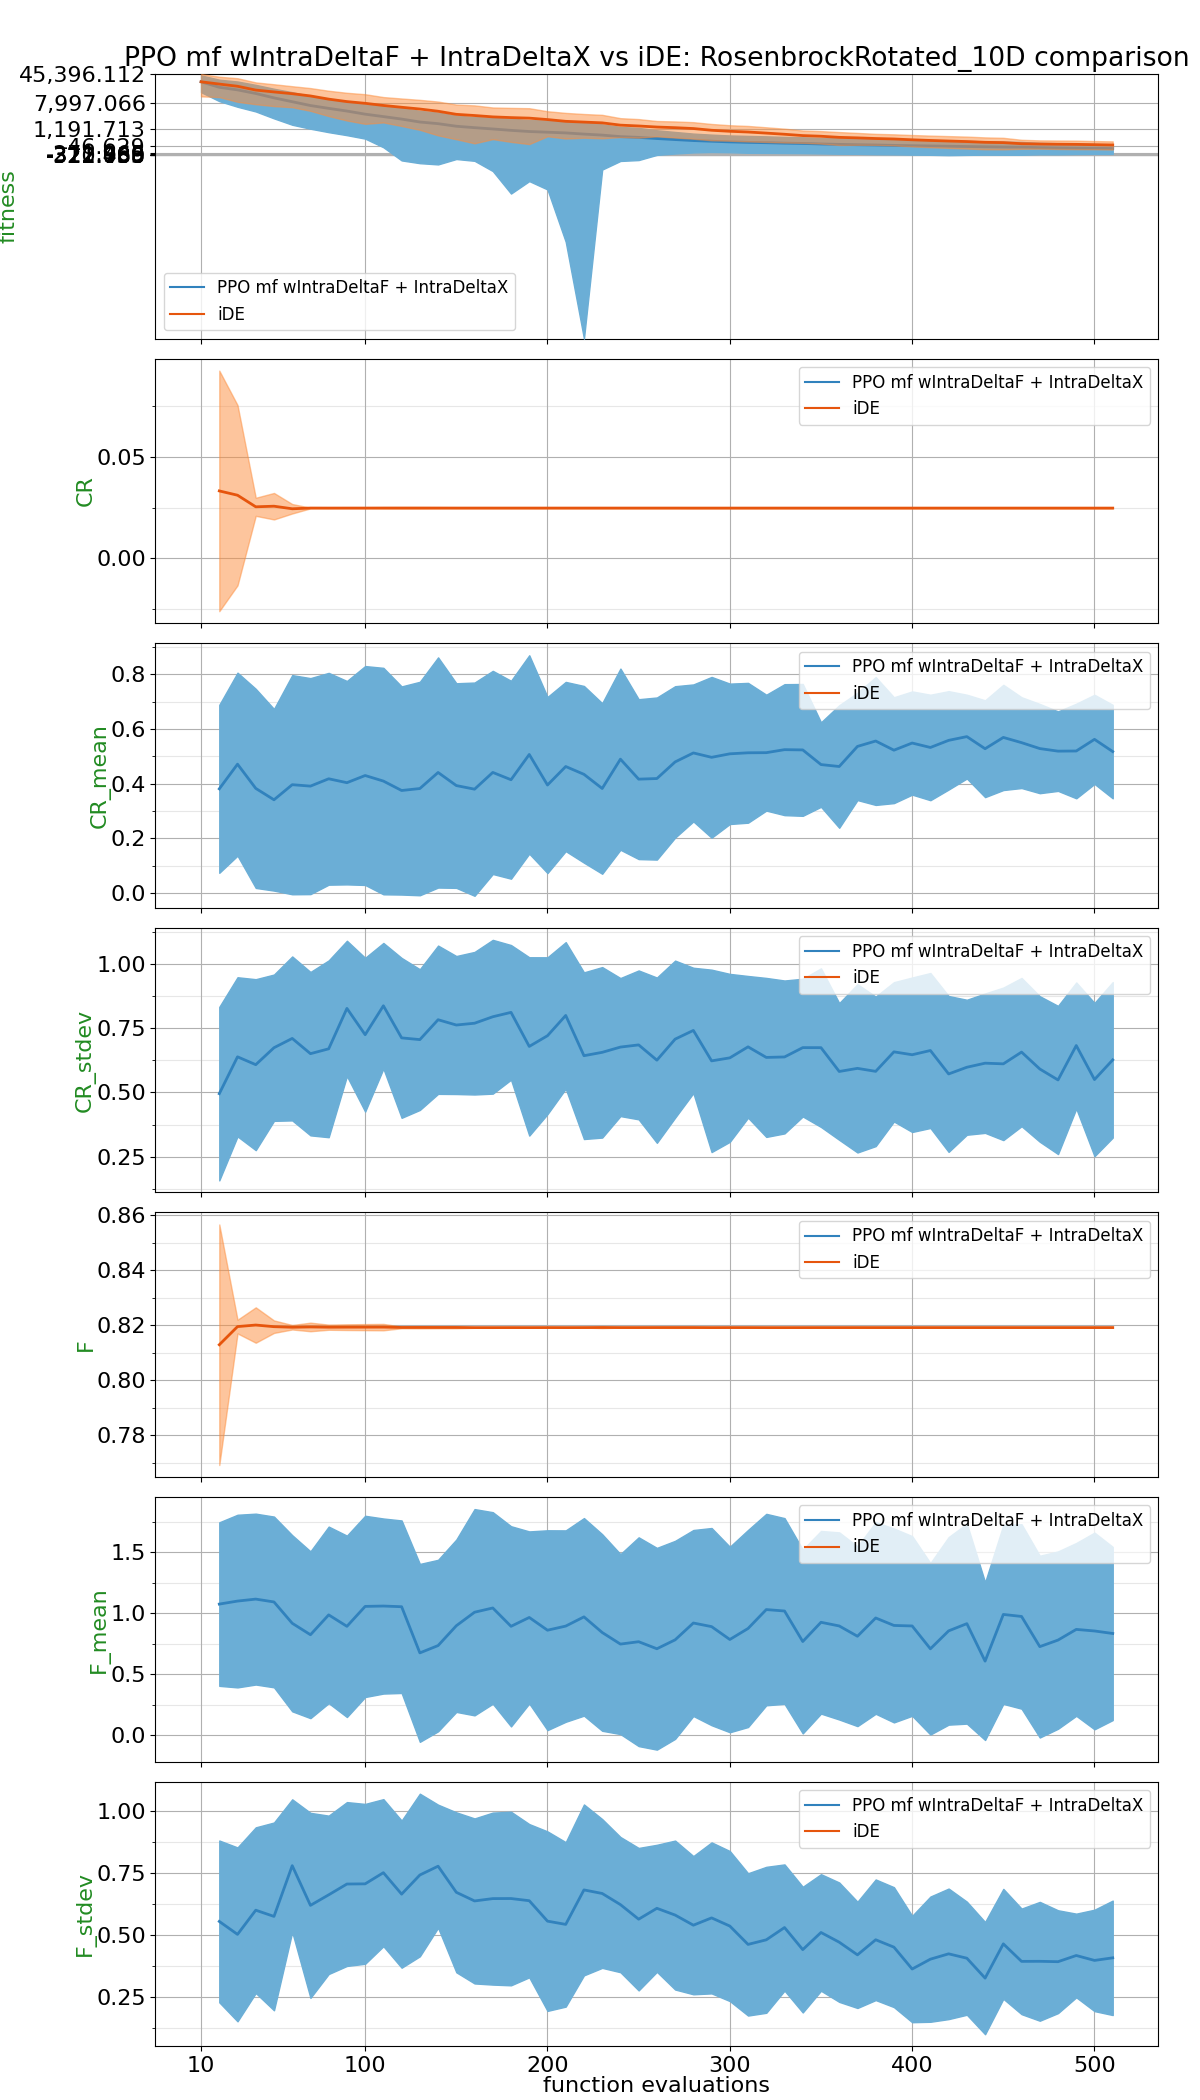 PPO mf wIntraDeltaF + IntraDeltaX vs iDE: RosenbrockRotated_10D comparison
45,396.112
7,997.066
1,191.713
fitness
PPO mf wIntraDeltaF + IntraDeltaX
iDE
PPO mf wIntraDeltaF + IntraDeltaX
iDE
0.05
CR
0.00
PPO mf wIntraDeltaF + IntraDeltaX
iDE
0.8
0.6
CR_mean
0.4
0.2
0.0
PPO mf wIntraDeltaF + IntraDeltaX
iDE
1.00
0.75
CR_stdev
0.50
0.25
0.86
PPO mf wIntraDeltaF + IntraDeltaX
iDE
0.84
0.82
F
0.80
0.78
PPO mf wIntraDeltaF + IntraDeltaX
iDE
1.5
1.0
F_mean
0.5
0.0
PPO mf wIntraDeltaF + IntraDeltaX
iDE
1.00
0.75
F_stdev
0.50
0.25
10 100 200 300 400 500
function evaluations